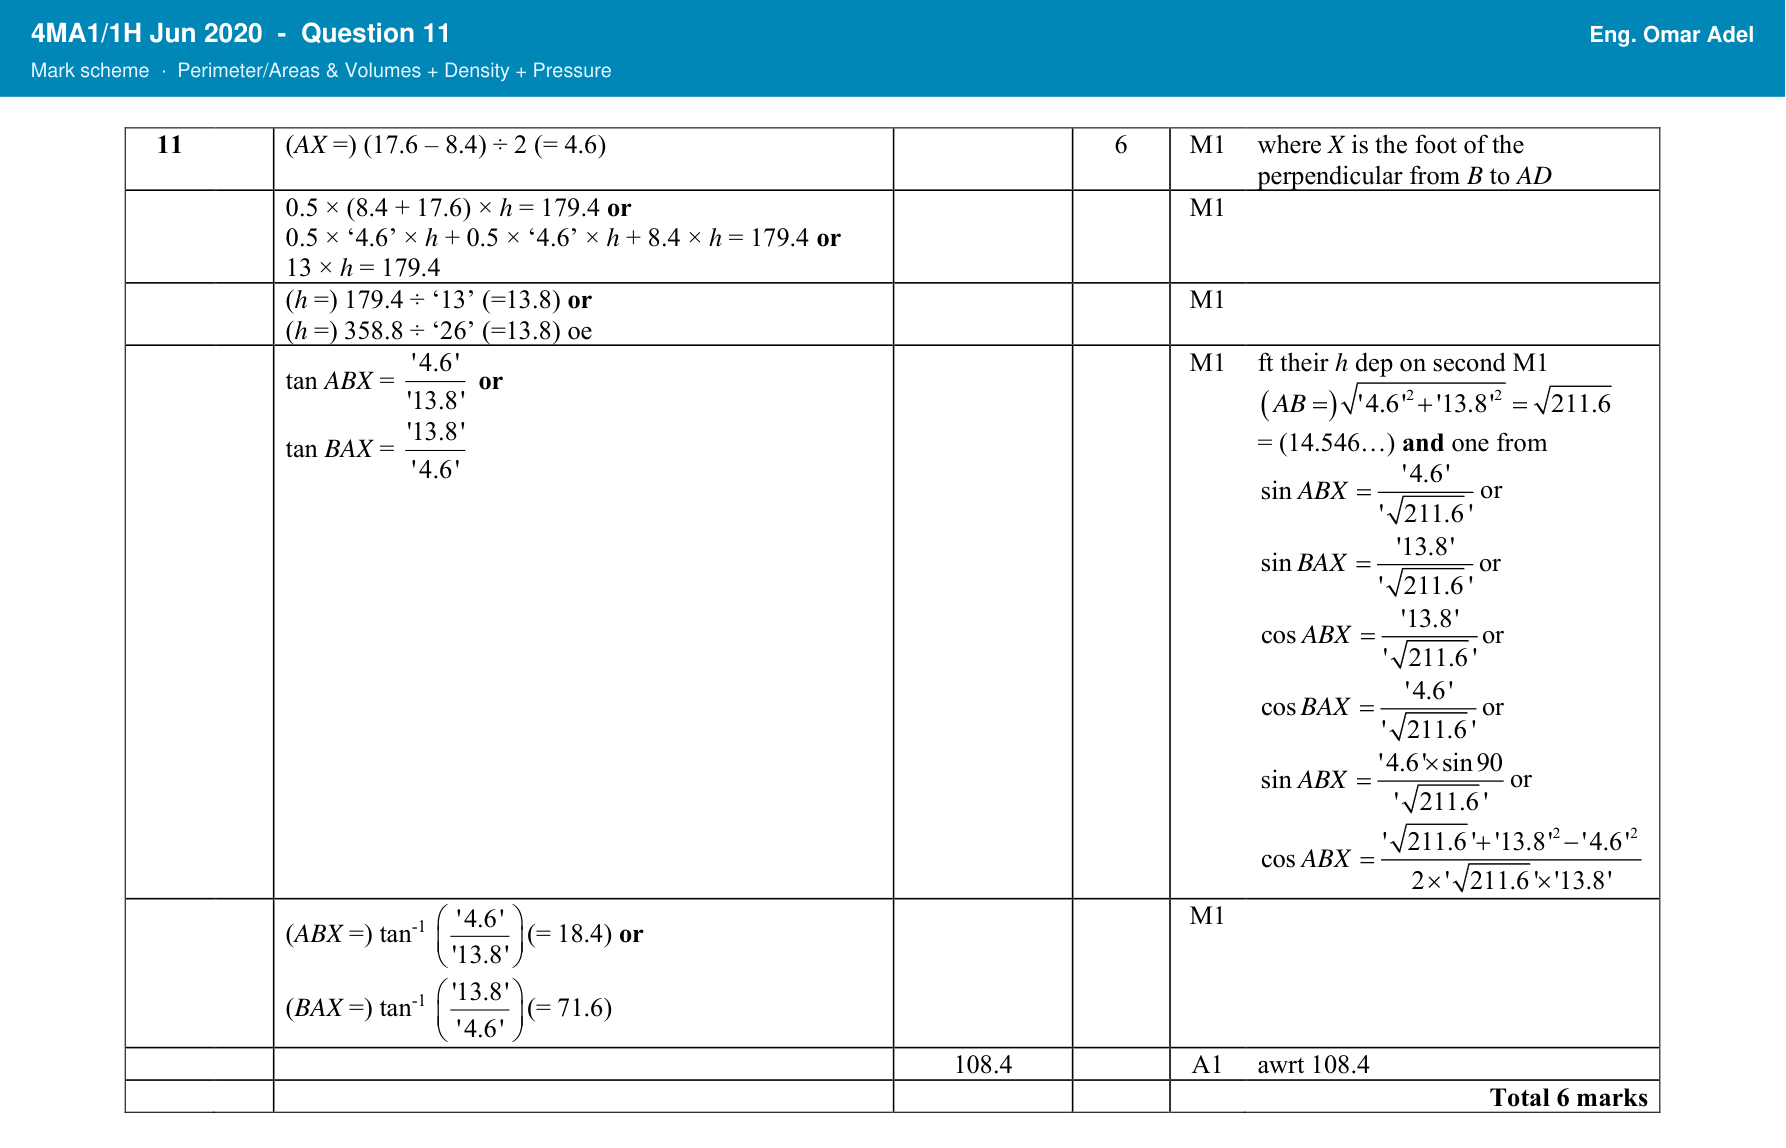 4MA1/1H Jun 2020 - Question 11
Eng. Omar Adel
Mark scheme · Perimeter/Areas & Volumes + Density + Pressure
11 (AX =) (17.6 – 8.4) ÷ 2 (= 4.6) 6 M1 where X is the foot of the
perpendicular from B to AD
0.5 × (8.4 + 17.6) × h = 179.4 or M1
0.5 × ‘4.6’ × h + 0.5 × ‘4.6’ × h + 8.4 × h = 179.4 or
13 × h = 179.4
(h =) 179.4 ÷ ‘13’ (=13.8) or M1
(h =) 358.8 ÷ ‘26’ (=13.8) oe
tan ABX = '4.6' / '13.8' or
tan BAX = '13.8' / '4.6'
M1 ft their h dep on second M1
(AB =) √'4.6'² + '13.8'² = √211.6
= (14.546…) and one from
sin ABX = '4.6' / '√211.6' or
sin BAX = '13.8' / '√211.6' or
cos ABX = '13.8' / '√211.6' or
cos BAX = '4.6' / '√211.6' or
sin ABX = '4.6'× sin 90 / '√211.6' or
cos ABX = '√211.6'+'13.8'² – '4.6'² / 2×'√211.6'×'13.8'
(ABX =) tan⁻¹ ('4.6' / '13.8') (= 18.4) or M1
(BAX =) tan⁻¹ ('13.8' / '4.6') (= 71.6)
108.4 A1 awrt 108.4
Total 6 marks